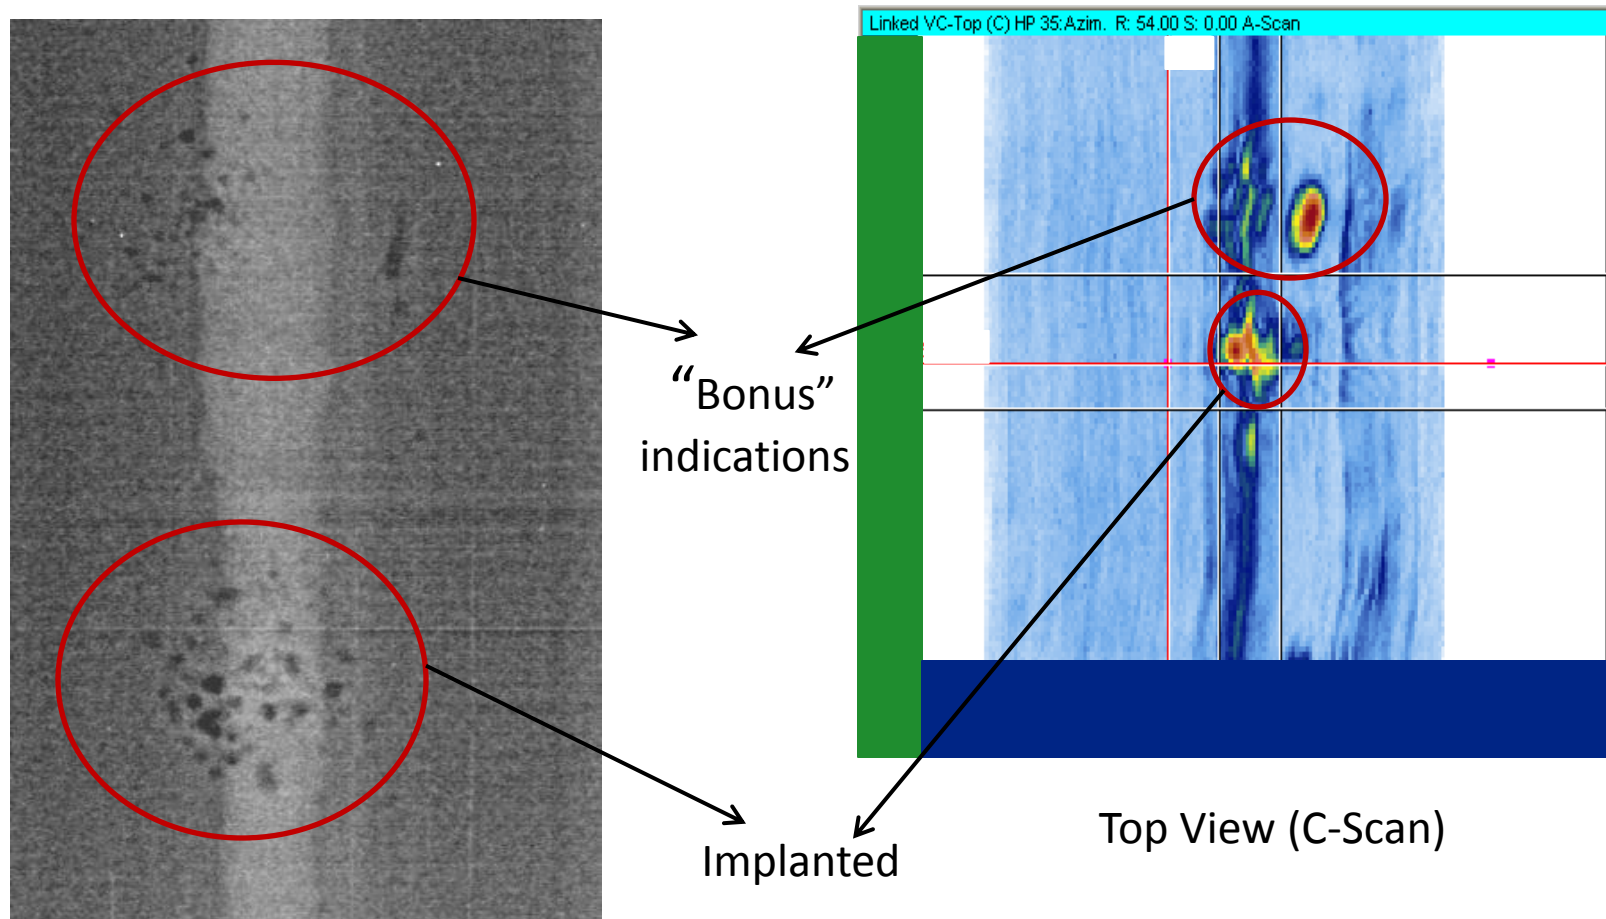 Linked VC-Top (C) HP 35:Azim. R: 54.00 S: 0.00 A-Scan
“Bonus”
indications
Implanted
Top View (C-Scan)